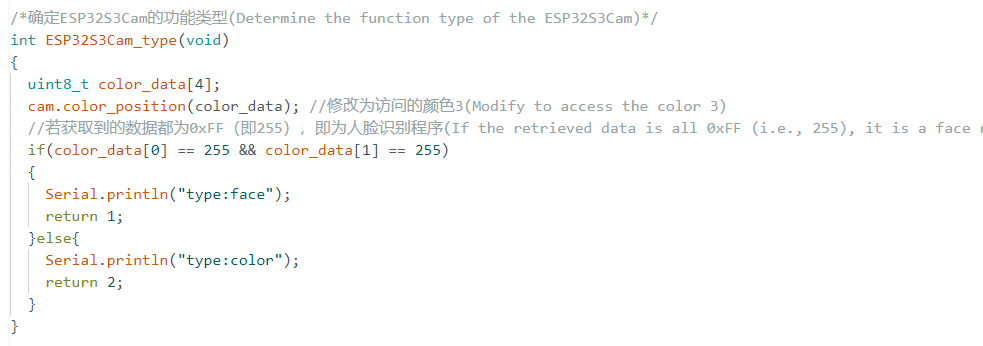 /*确定ESP32S3Cam的功能类型(Determine the function type of the ESP32S3Cam)*/
int ESP32S3Cam_type(void)
{
  uint8_t color_data[4];
  cam.color_position(color_data); //修改为访问的颜色3(Modify to access the color 3)
  //若获取到的数据都为0xFF（即255）, 即为人脸识别程序(If the retrieved data is all 0xFF (i.e., 255), it is a face
  if(color_data[0] == 255 && color_data[1] == 255)
  {
    Serial.println("type:face");
    return 1;
  }else{
    Serial.println("type:color");
    return 2;
  }
}